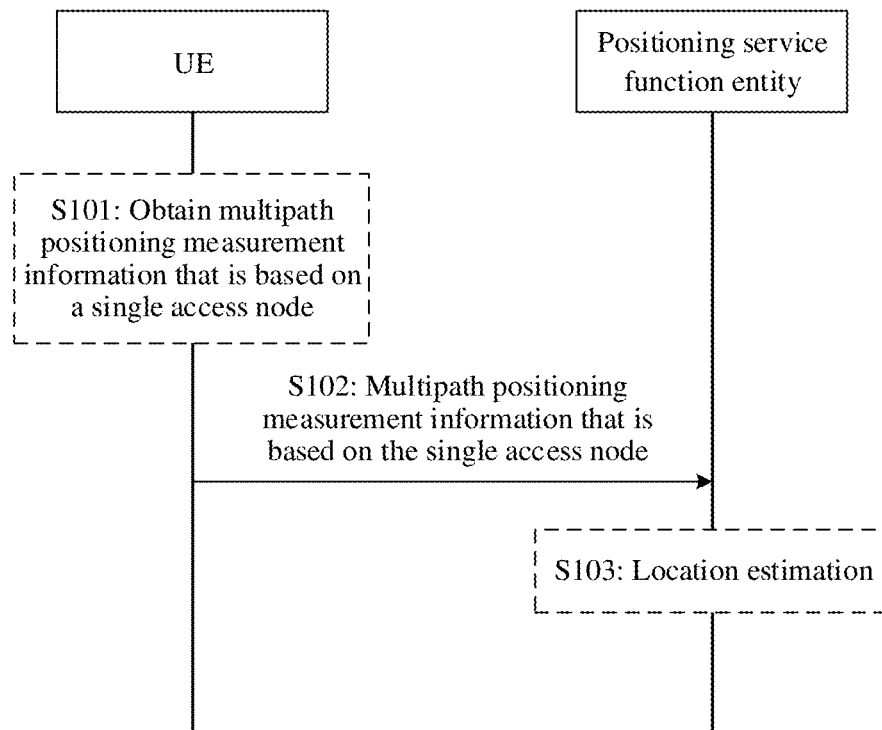 UE
Positioning service
function entity
S101: Obtain multipath
positioning measurement
information that is based on
a single access node
S102: Multipath positioning
measurement information that is
based on the single access node
S103: Location estimation